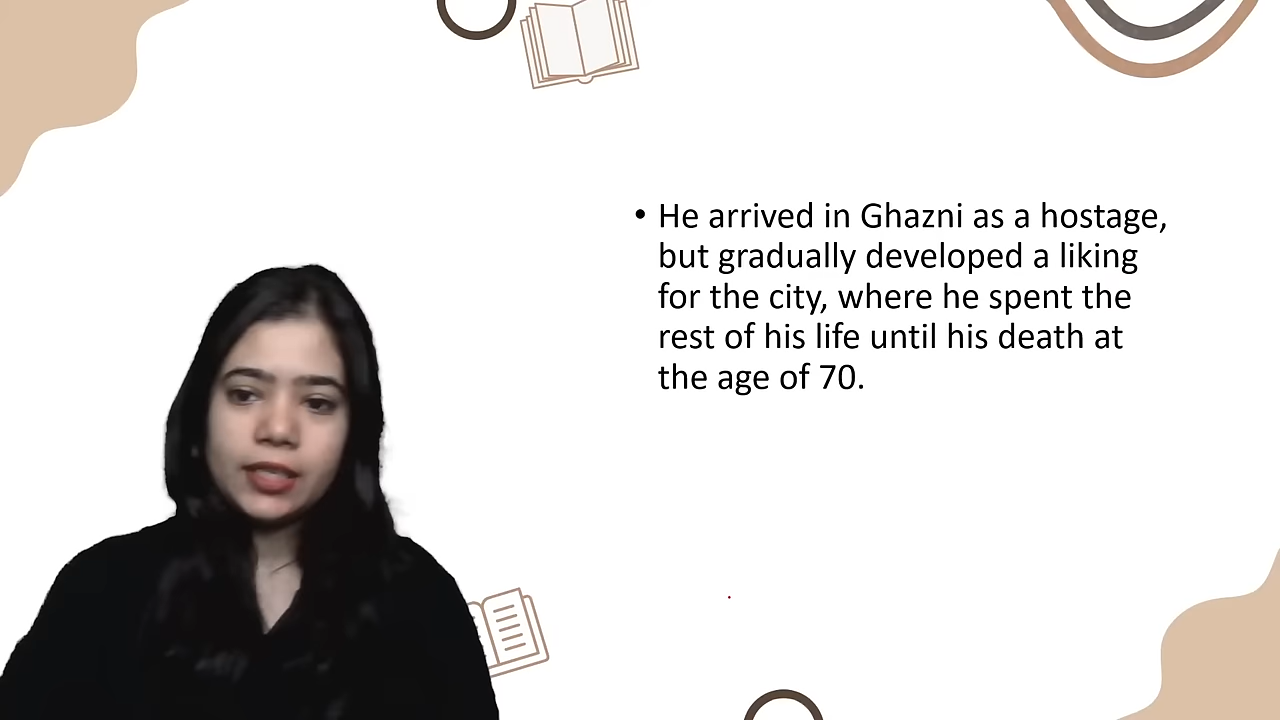 • He arrived in Ghazni as a hostage,
but gradually developed a liking
for the city, where he spent the
rest of his life until his death at
the age of 70.